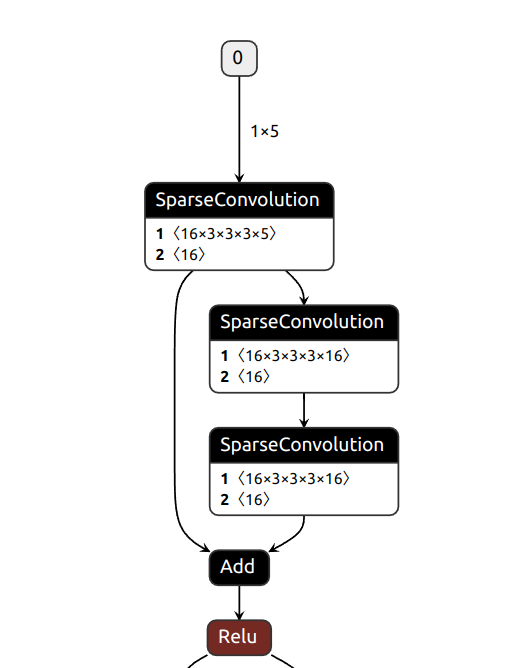 0
1×5
SparseConvolution
1〈16×3×3×3×5〉
2〈16〉
SparseConvolution
1〈16×3×3×3×16〉
2〈16〉
SparseConvolution
1〈16×3×3×3×16〉
2〈16〉
Add
Relu